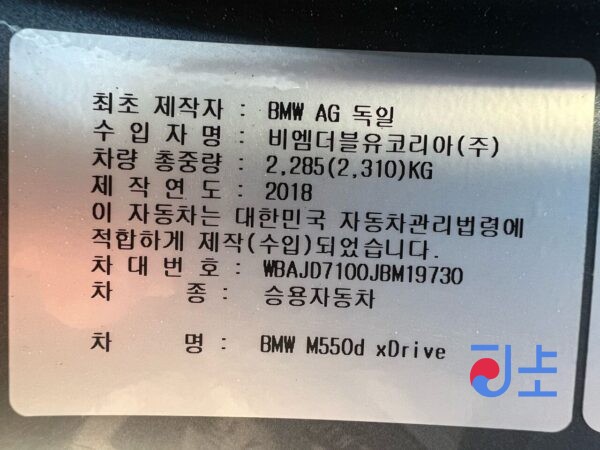 최초 제작자 : BMW AG 독일
수 입 자 명 : 비엠더블유코리아(주)
차량 총중량 : 2,285(2,310)KG
제 작 연 도 : 2018
이 자동차는 대한민국 자동차관리법령에
적합하게 제작(수입)되었습니다.
차 대 번 호 : WBAJD7100JBM19730
차 종 : 승용자동차
차 명 : BMW M550d xDrive